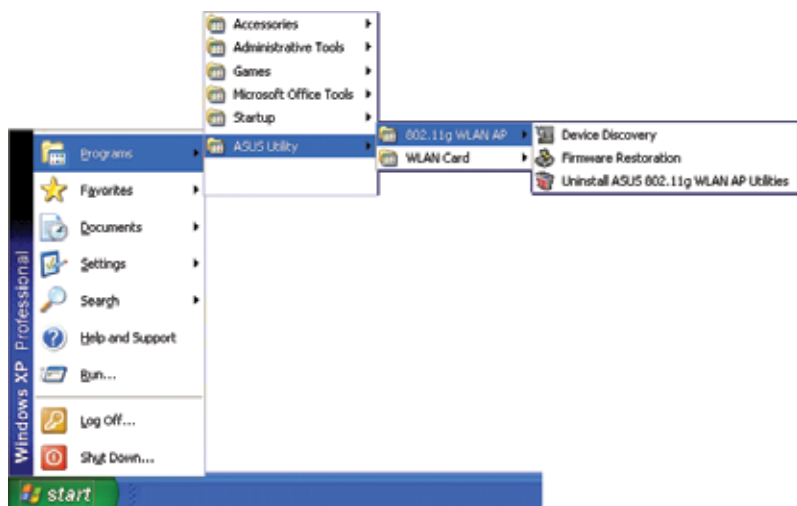 Accessories
Administrative Tools
Games
Microsoft Office Tools
Startup
ASUS Utility
802.11g WLAN AP
WLAN Card
Device Discovery
Firmware Restoration
Uninstall ASUS 802.11g WLAN AP Utilities
Programs
Favorites
Documents
Settings
Search
Help and Support
Run...
Log Off...
Shut Down...
Windows XP Professional
start